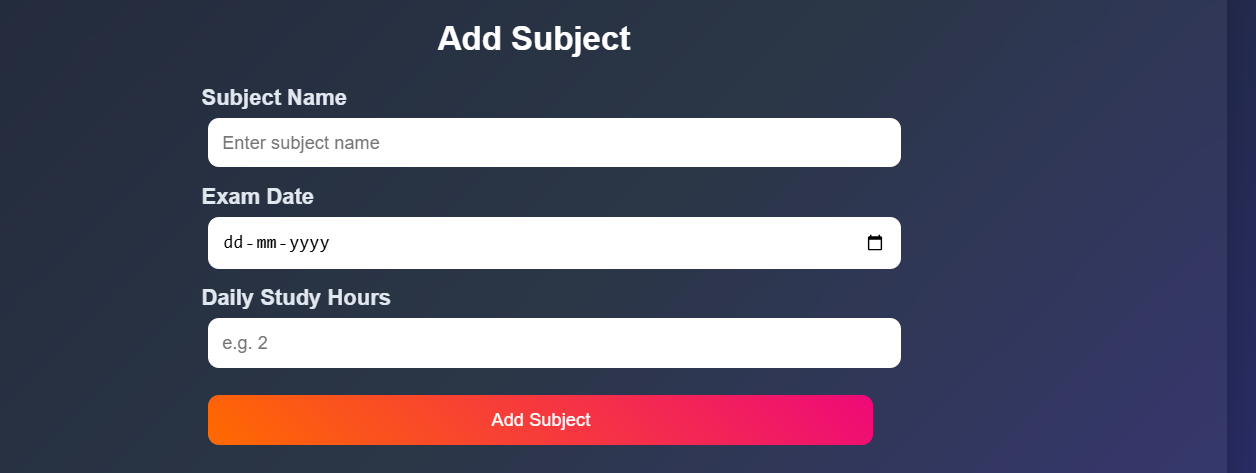 Add Subject
Subject Name
Enter subject name
Exam Date
dd-mm-yyyy
Daily Study Hours
e.g. 2
Add Subject